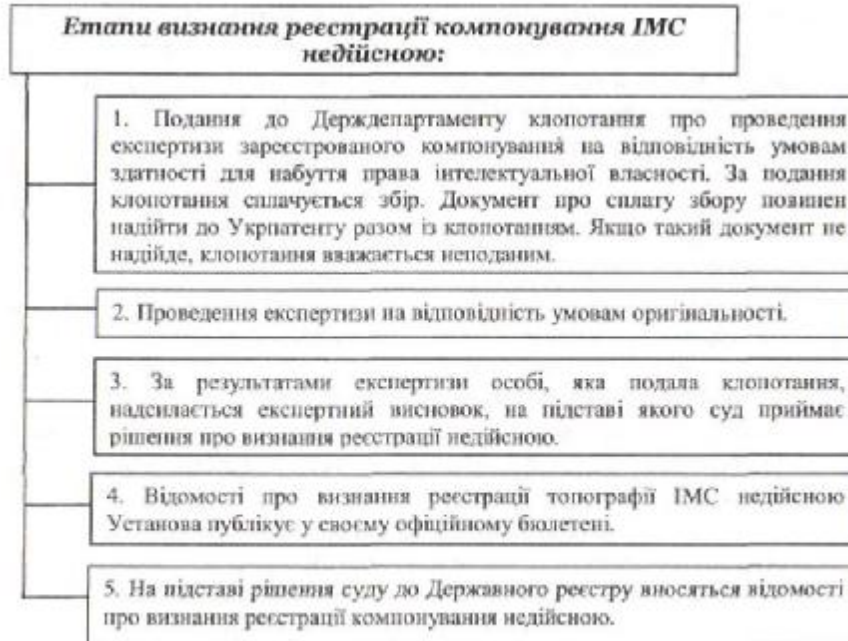 Етапи визнання реєстрації компонування ІМС
недійсною:
1. Подання до Держдепартаменту клопотання про проведення
експертизи зареєстрованого компонування на відповідність умовам
здатності для набуття права інтелектуальної власності. За подання
клопотання сплачується збір. Документ про сплату збору повинен
надійти до Укрпатенту разом із клопотанням. Якщо такий документ не
надійде, клопотання вважається неподаним.
2. Проведення експертизи на відповідність умовам оригінальності.
3. За результатами експертизи особі, яка подала клопотання,
надсилається експертний висновок, на підставі якого суд приймає
рішення про визнання реєстрації недійсною.
4. Відомості про визнання реєстрації топографії ІМС недійсною
Установа публікує у своєму офіційному бюлетені.
5. На підставі рішення суду до Державного реєстру вносяться відомості
про визнання реєстрації компонування недійсною.